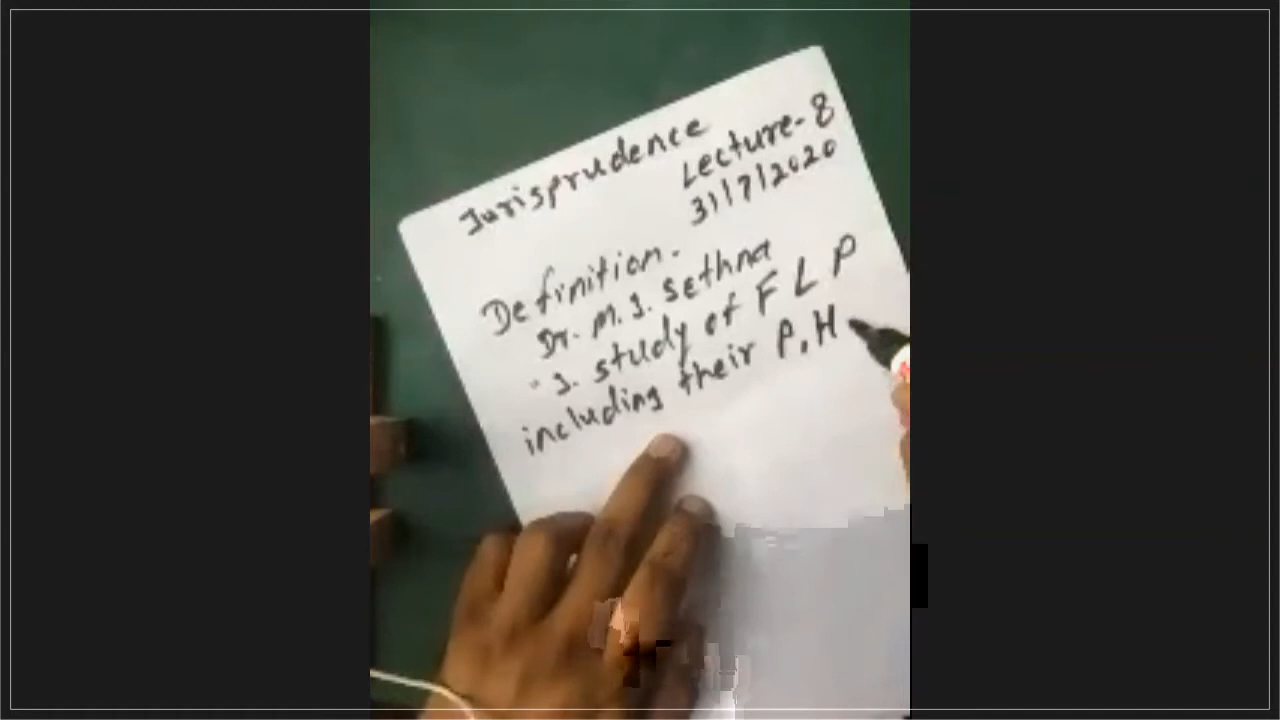 Jurisprudence
Lecture-8
31/7/2020
Definition.
Dr. M.J. Sethna
" J. study of F L P
including their P, H